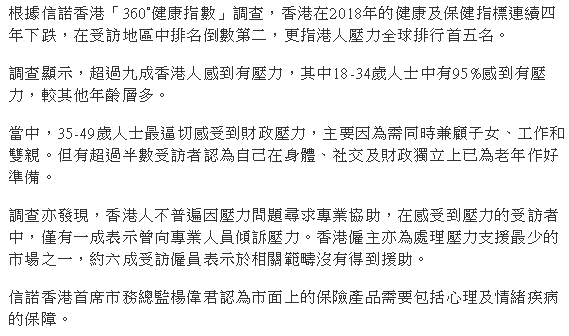 根據信諾香港「360°健康指數」調查，香港在2018年的健康及保健指標連續四
年下跌，在受訪地區中排名倒數第二，更指港人壓力全球排行首五名。
調查顯示，超過九成香港人感到有壓力，其中18-34歲人士中有95%感到有壓
力，較其他年齡層多。
當中，35-49歲人士最逼切感受到財政壓力，主要因為需同時兼顧子女、工作和
雙親。但有超過半數受訪者認為自己在身體、社交及財政獨立上已為老年作好
準備。
調查亦發現，香港人不普遍因壓力問題尋求專業協助，在感受到壓力的受訪者
中，僅有一成表示曾向專業人員傾訴壓力。香港僱主亦為處理壓力支援最少的
市場之一，約六成受訪僱員表示於相關範疇沒有得到援助。
信諾香港首席市務總監楊偉君認為市面上的保險產品需要包括心理及情緒疾病
的保障。